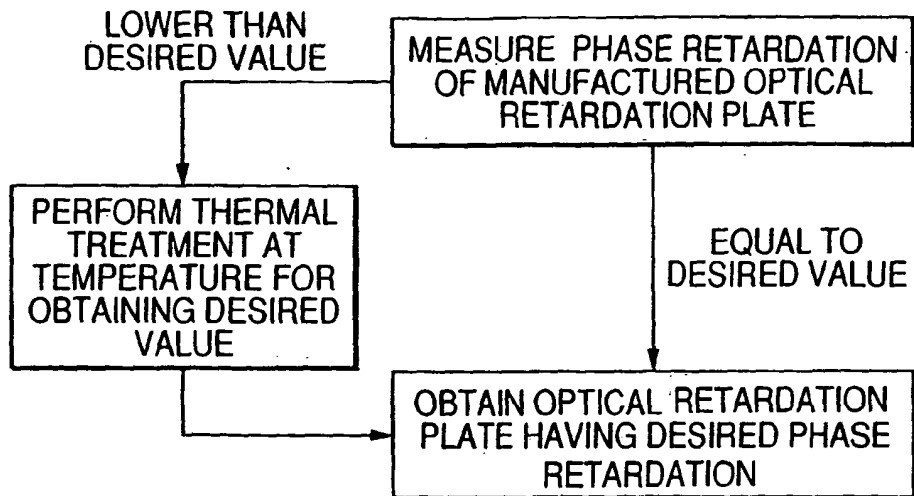 LOWER THAN
DESIRED VALUE
MEASURE PHASE RETARDATION
OF MANUFACTURED OPTICAL
RETARDATION PLATE
PERFORM THERMAL
TREATMENT AT
TEMPERATURE FOR
OBTAINING DESIRED
VALUE
EQUAL TO
DESIRED VALUE
OBTAIN OPTICAL RETARDATION
PLATE HAVING DESIRED PHASE
RETARDATION